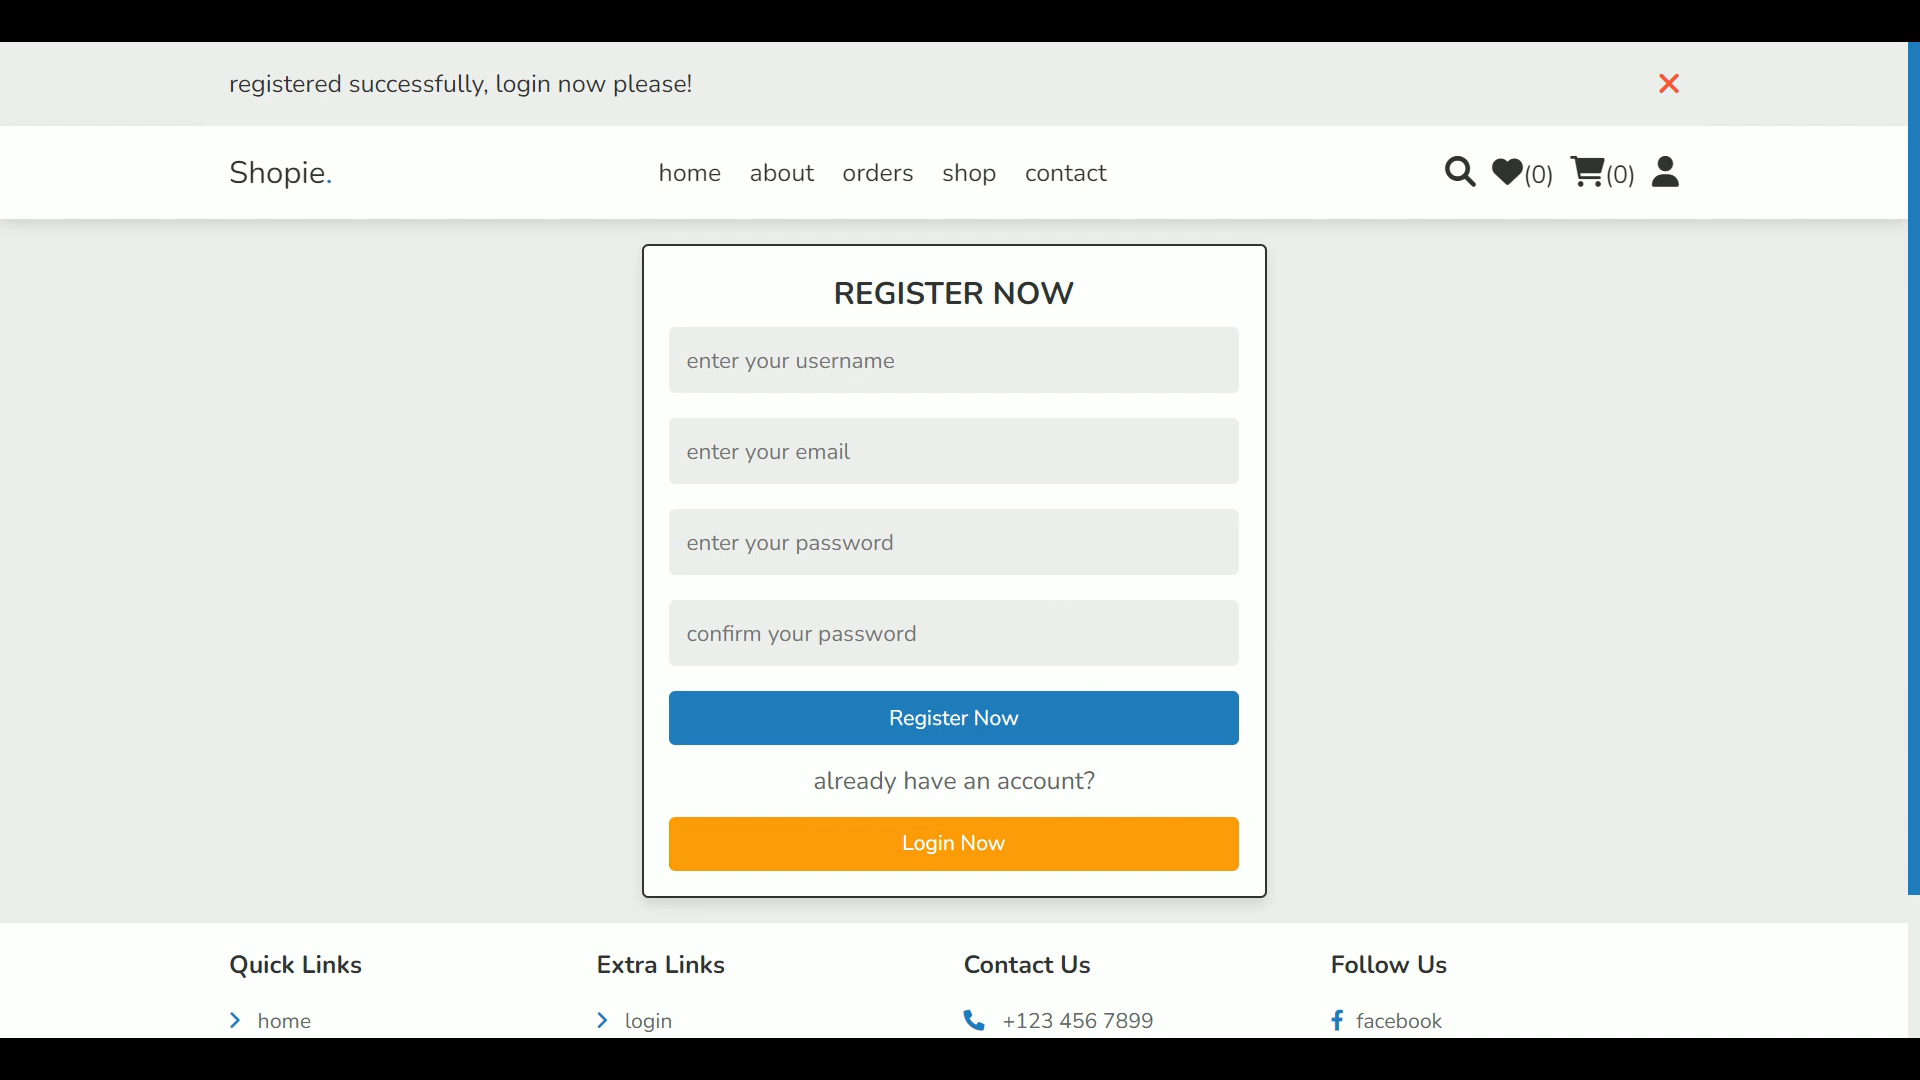 registered successfully, login now please!
Shopie.
home about orders shop contact
(0) (0)
REGISTER NOW
enter your username
enter your email
enter your password
confirm your password
Register Now
already have an account?
Login Now
Quick Links Extra Links Contact Us Follow Us
home login +123 456 7899 facebook